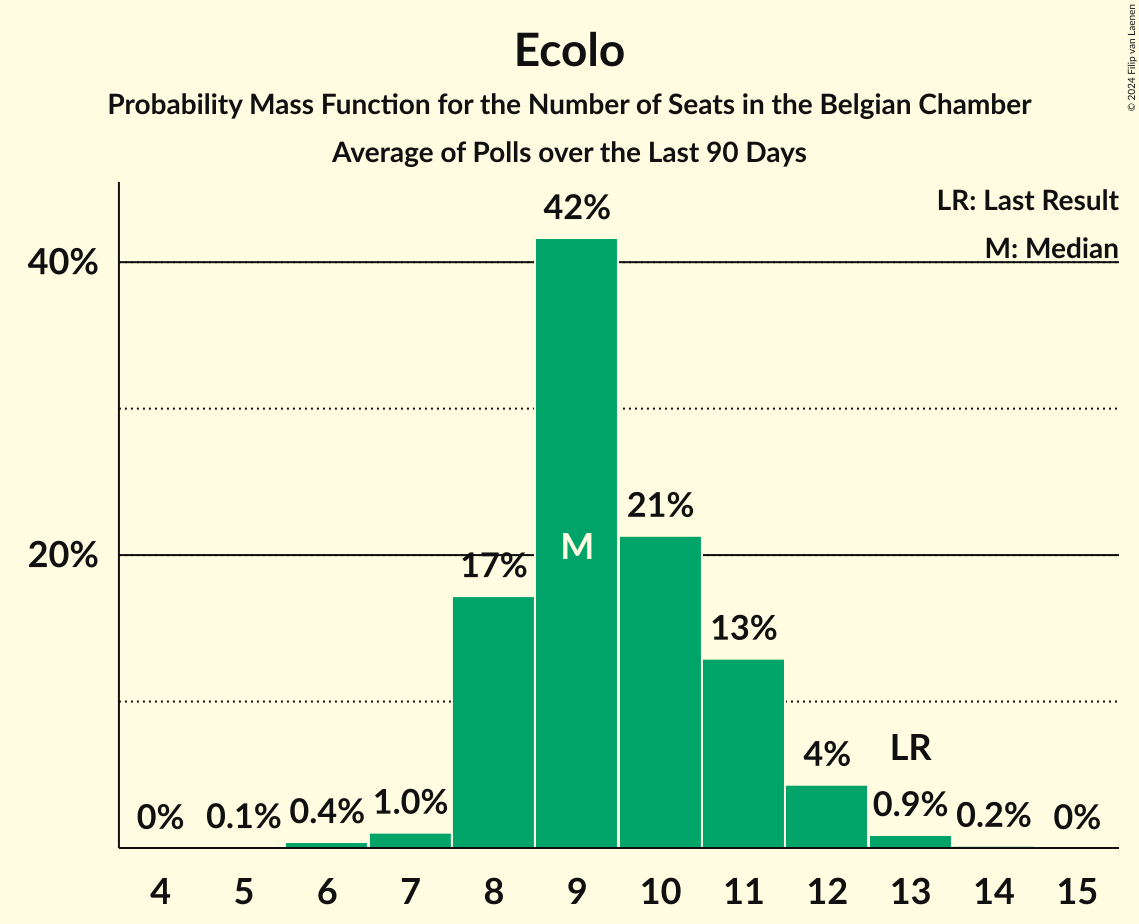 Ecolo
Probability Mass Function for the Number of Seats in the Belgian Chamber
Average of Polls over the Last 90 Days
© 2024 Filip van Laenen
LR: Last Result
M: Median
42%
40%
21%
M
20%
17%
13%
LR
4%
0% 0.1% 0.4% 1.0% 0.9% 0.2% 0%
4 5 6 7 8 9 10 11 12 13 14 15